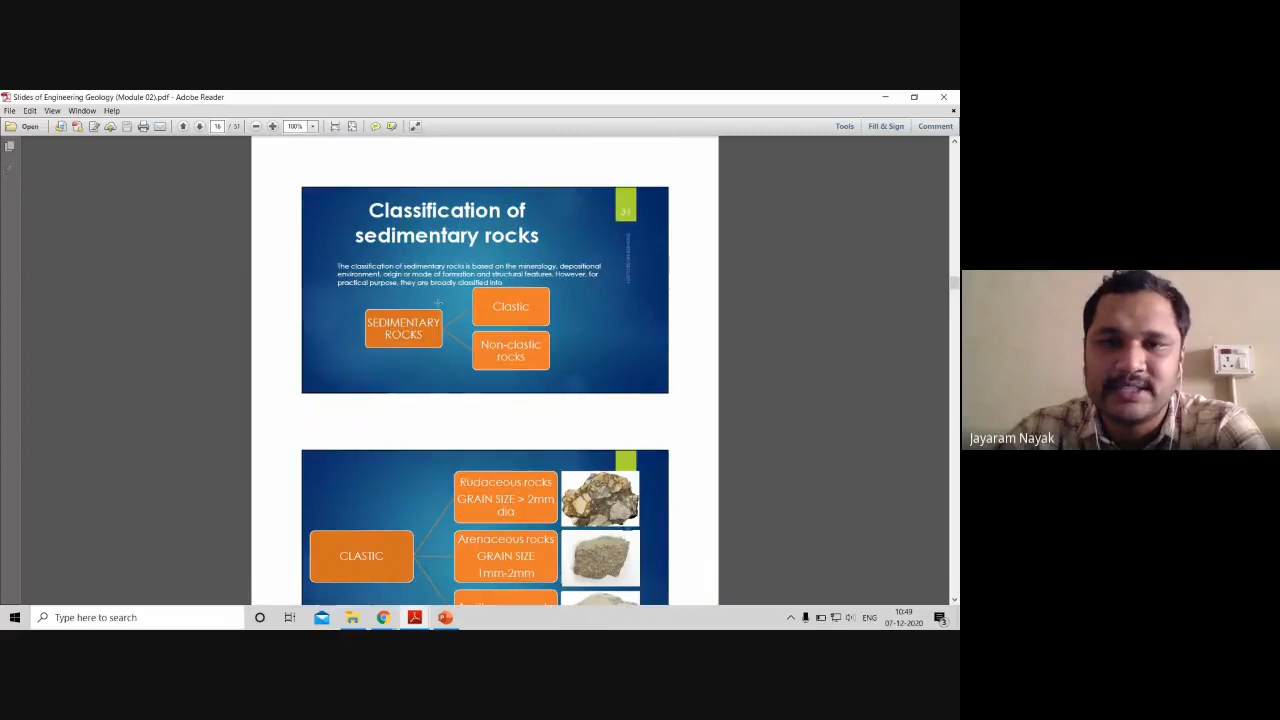 Slides of Engineering Geology (Module 02).pdf - Adobe Reader
File Edit View Window Help
Open 16 / 51 100% Tools Fill & Sign Comment
Classification of
sedimentary rocks
The classification of sedimentary rocks is based on the mineralogy, depositional
environment, origin or mode of formation and structural features. However, for
practical purpose, they are broadly classified into
SEDIMENTARY
ROCKS
Clastic
Non-clastic
rocks
CLASTIC
Rudaceous rocks
GRAIN SIZE > 2mm
dia
Arenaceous rocks
GRAIN SIZE
1mm-2mm
Jayaram Nayak
Type here to search
ENG
10:49
07-12-2020
3